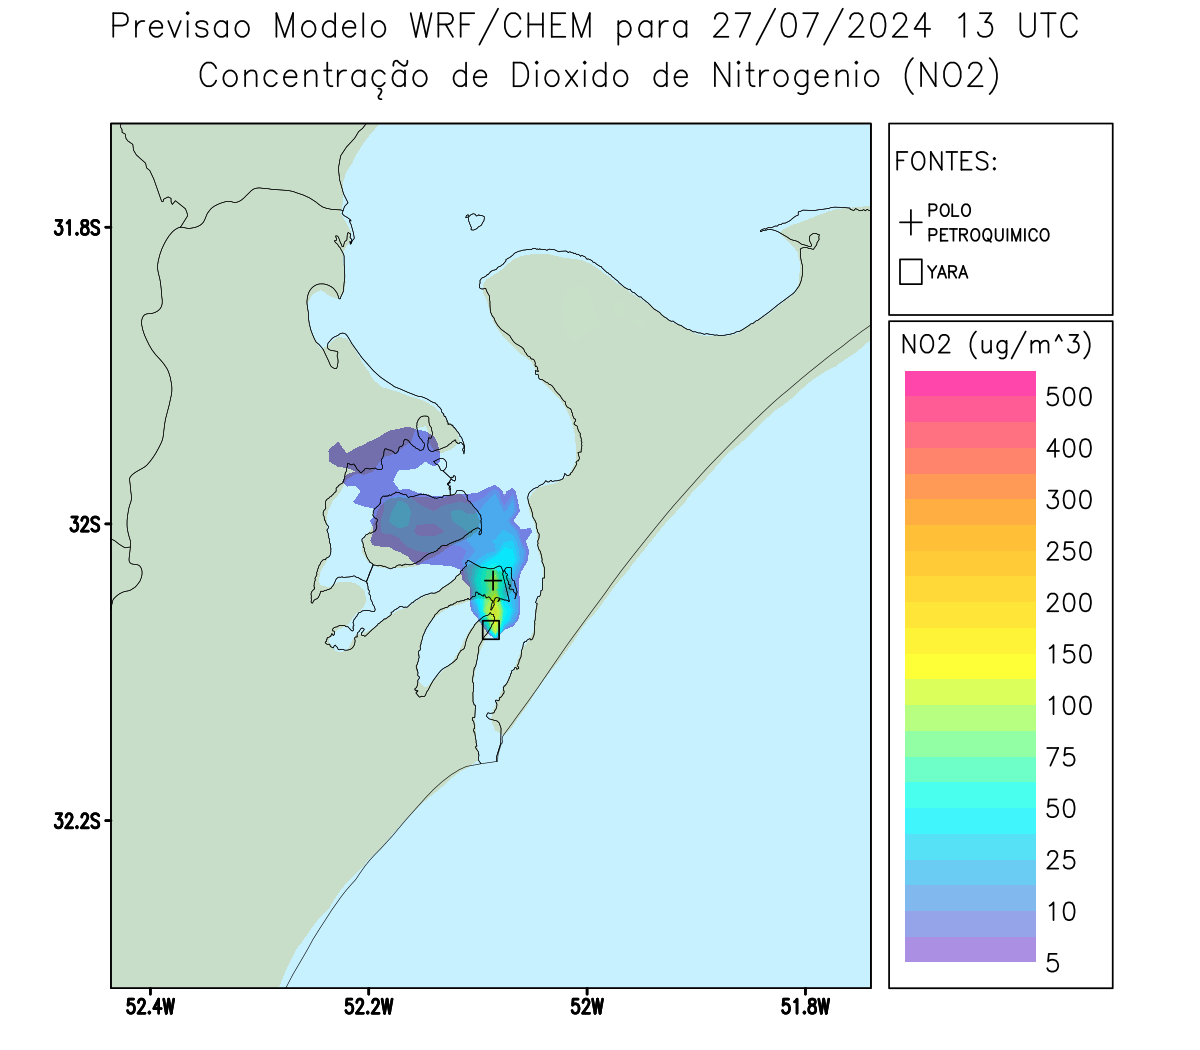 Previsao Modelo WRF/CHEM para 27/07/2024 13 UTC
Concentração de Dioxido de Nitrogenio (NO2)
FONTES:
POLO
PETROQUIMICO
YARA
31.8S
32S
32.2S
52.4W
52.2W
52W
51.8W
NO2 (ug/m^3)
500
400
300
250
200
150
100
75
50
25
10
5